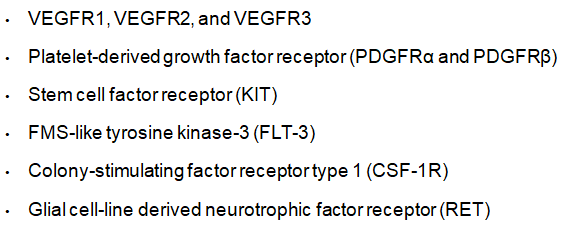 • VEGFR1, VEGFR2, and VEGFR3
• Platelet-derived growth factor receptor (PDGFRα and PDGFRβ)
• Stem cell factor receptor (KIT)
• FMS-like tyrosine kinase-3 (FLT-3)
• Colony-stimulating factor receptor type 1 (CSF-1R)
• Glial cell-line derived neurotrophic factor receptor (RET)